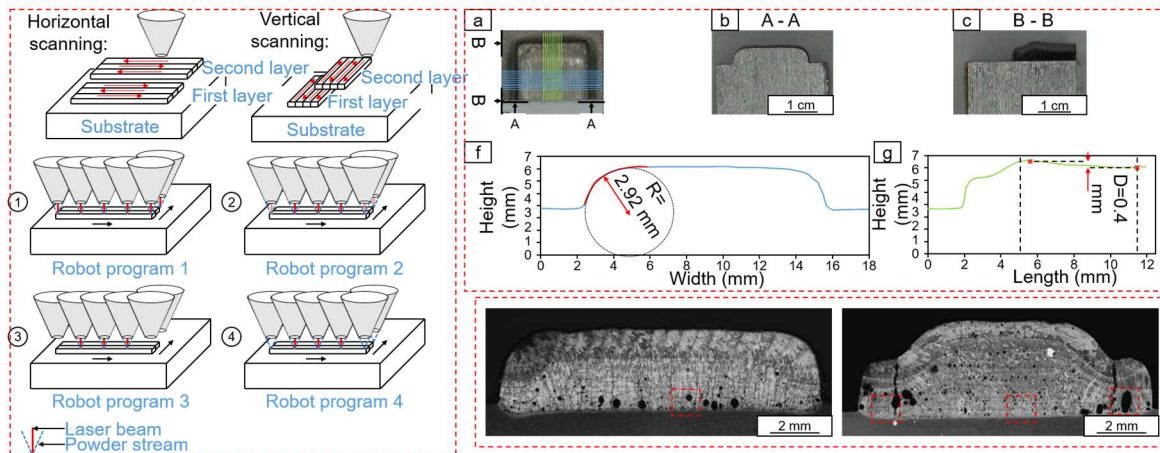 Horizontal scanning:
Second layer
First layer
Substrate
Vertical scanning:
Second layer
First layer
Substrate
1
Robot program 1
2
Robot program 2
3
Robot program 3
4
Robot program 4
Laser beam
Powder stream
a
B
B
A
A
b
A - A
1 cm
c
B - B
1 cm
f
Height (mm)
7
6
5
4
3
2
1
0
R= 2.92 mm
0 2 4 6 8 10 12 14 16 18
Width (mm)
g
Height (mm)
7
6
5
4
3
2
1
0
D=0.4 mm
0 2 4 6 8 10 12
Length (mm)
2 mm
2 mm